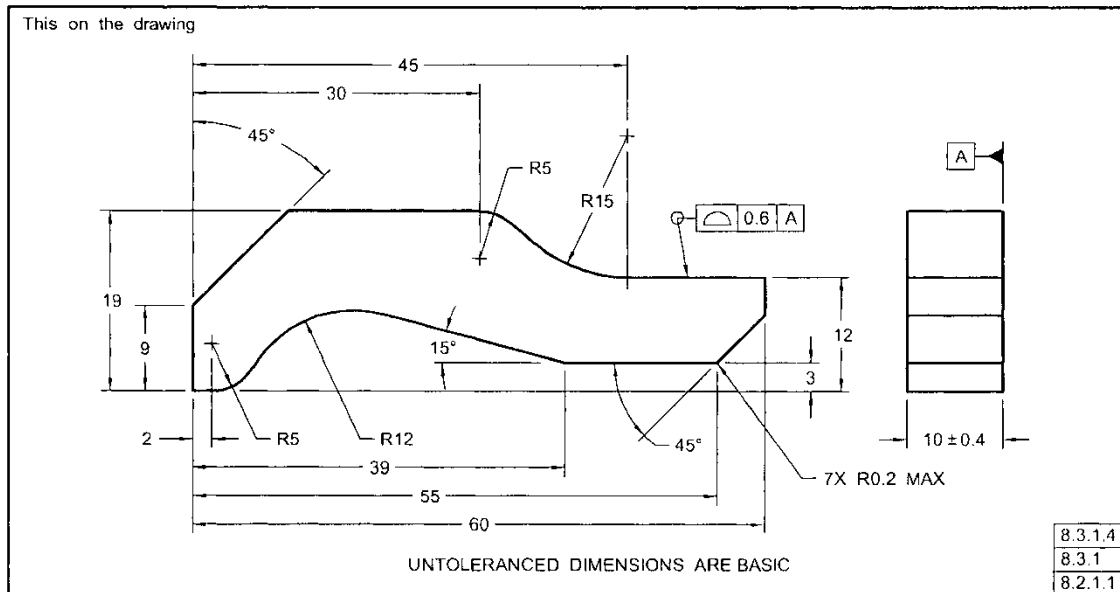 This on the drawing
45
30
45°
R5
A
R15
0.6 A
19
9
15°
12
3
2
R5
R12
45°
10 ± 0.4
39
7X R0.2 MAX
55
60
UNTOLERANCED DIMENSIONS ARE BASIC
8.3.1.4
8.3.1
8.2.1.1